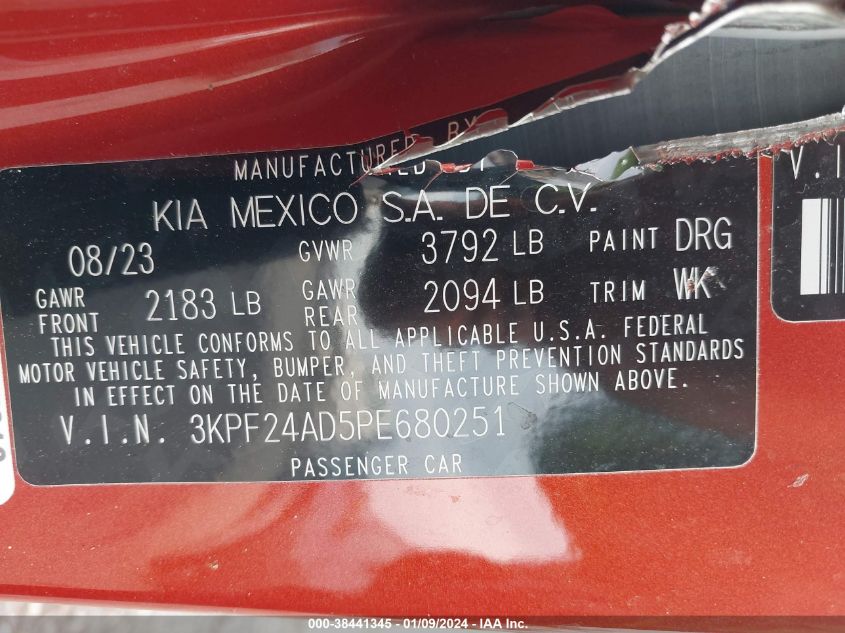 MANUFACTURED BY
KIA MEXICO S.A. DE C.V.
08/23 GVWR 3792 LB PAINT DRG
GAWR FRONT 2183 LB GAWR REAR 2094 LB TRIM WK
THIS VEHICLE CONFORMS TO ALL APPLICABLE U.S.A. FEDERAL
MOTOR VEHICLE SAFETY, BUMPER, AND THEFT PREVENTION STANDARDS
IN EFFECT ON THE DATE OF MANUFACTURE SHOWN ABOVE.
V.I.N. 3KPF24AD5PE680251
PASSENGER CAR
V.I
000-38441345 - 01/09/2024 - IAA Inc.